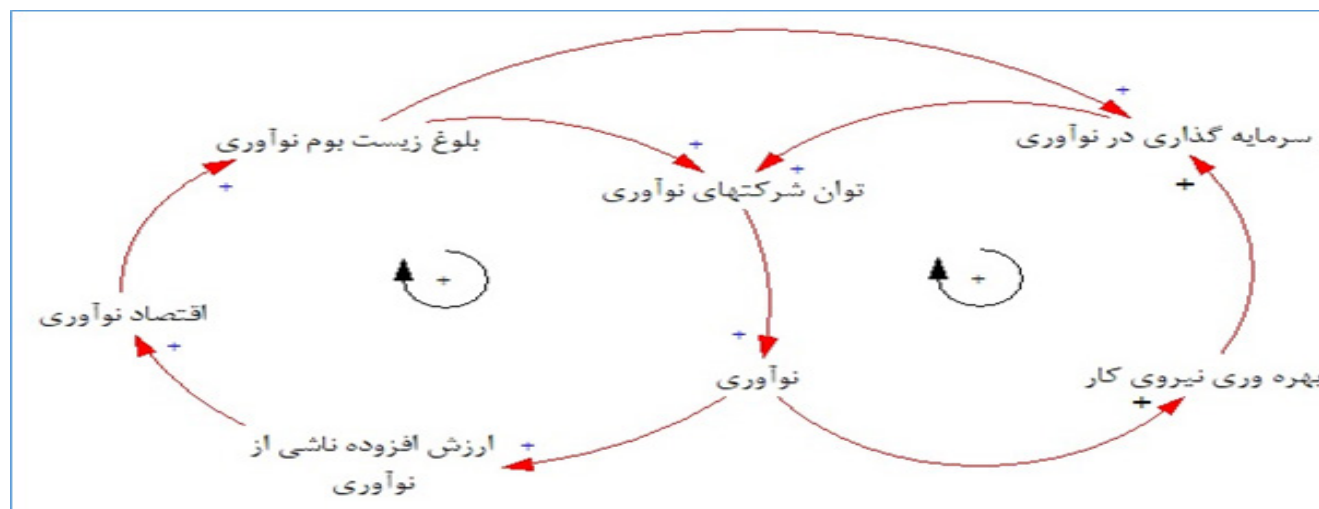 بلوغ زیست بوم نوآوری
سرمایه گذاری در نوآوری
توان شرکتهای نوآوری
اقتصاد نوآوری
نوآوری
بهره وری نیروی کار
ارزش افزوده ناشی از
نوآوری